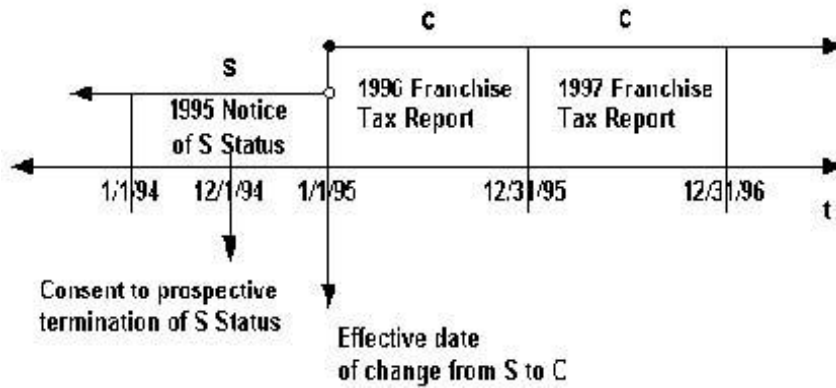 C C
S
1996 Franchise
Tax Report
1997 Franchise
Tax Report
1995 Notice
of S Status
1/1/94 12/1/94 1/1/95 12/31/95 12/31/96
t
Consent to prospective
termination of S Status
Effective date
of change from S to C